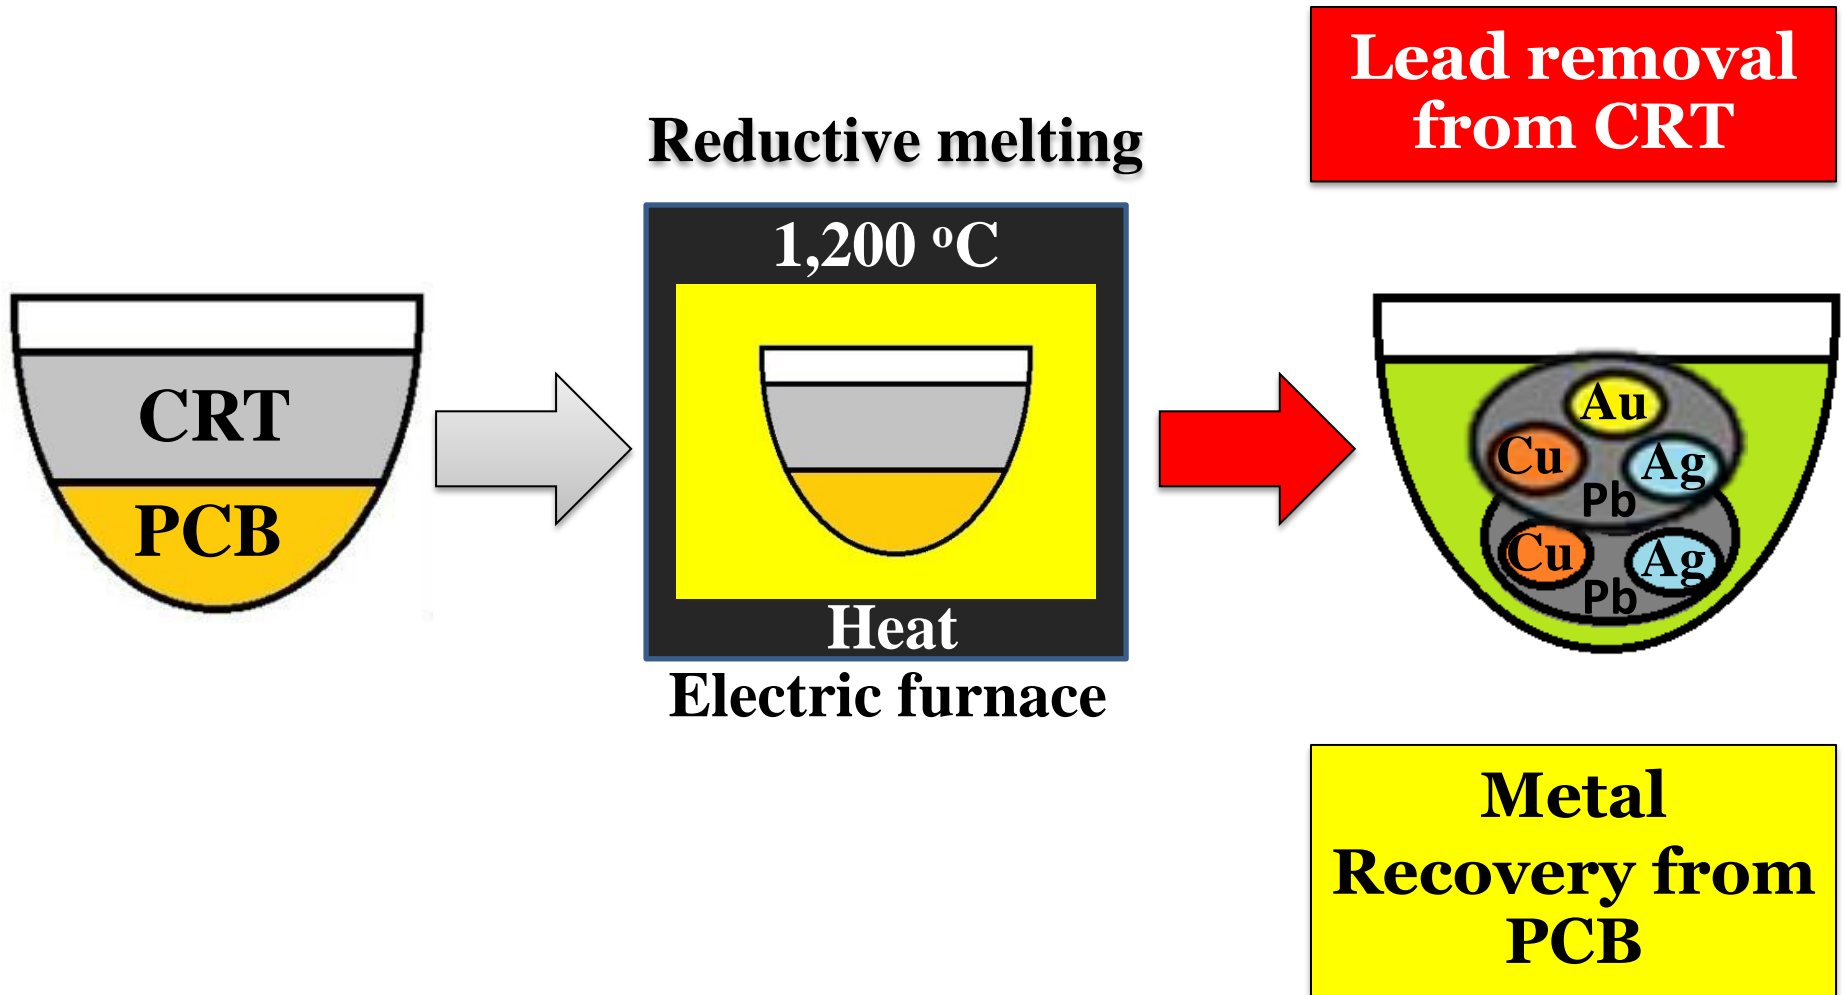 CRT
PCB
Reductive melting
1,200 ºC
Heat
Electric furnace
Lead removal
from CRT
Au
Cu
Ag
Pb
Cu
Ag
Pb
Metal
Recovery from
PCB